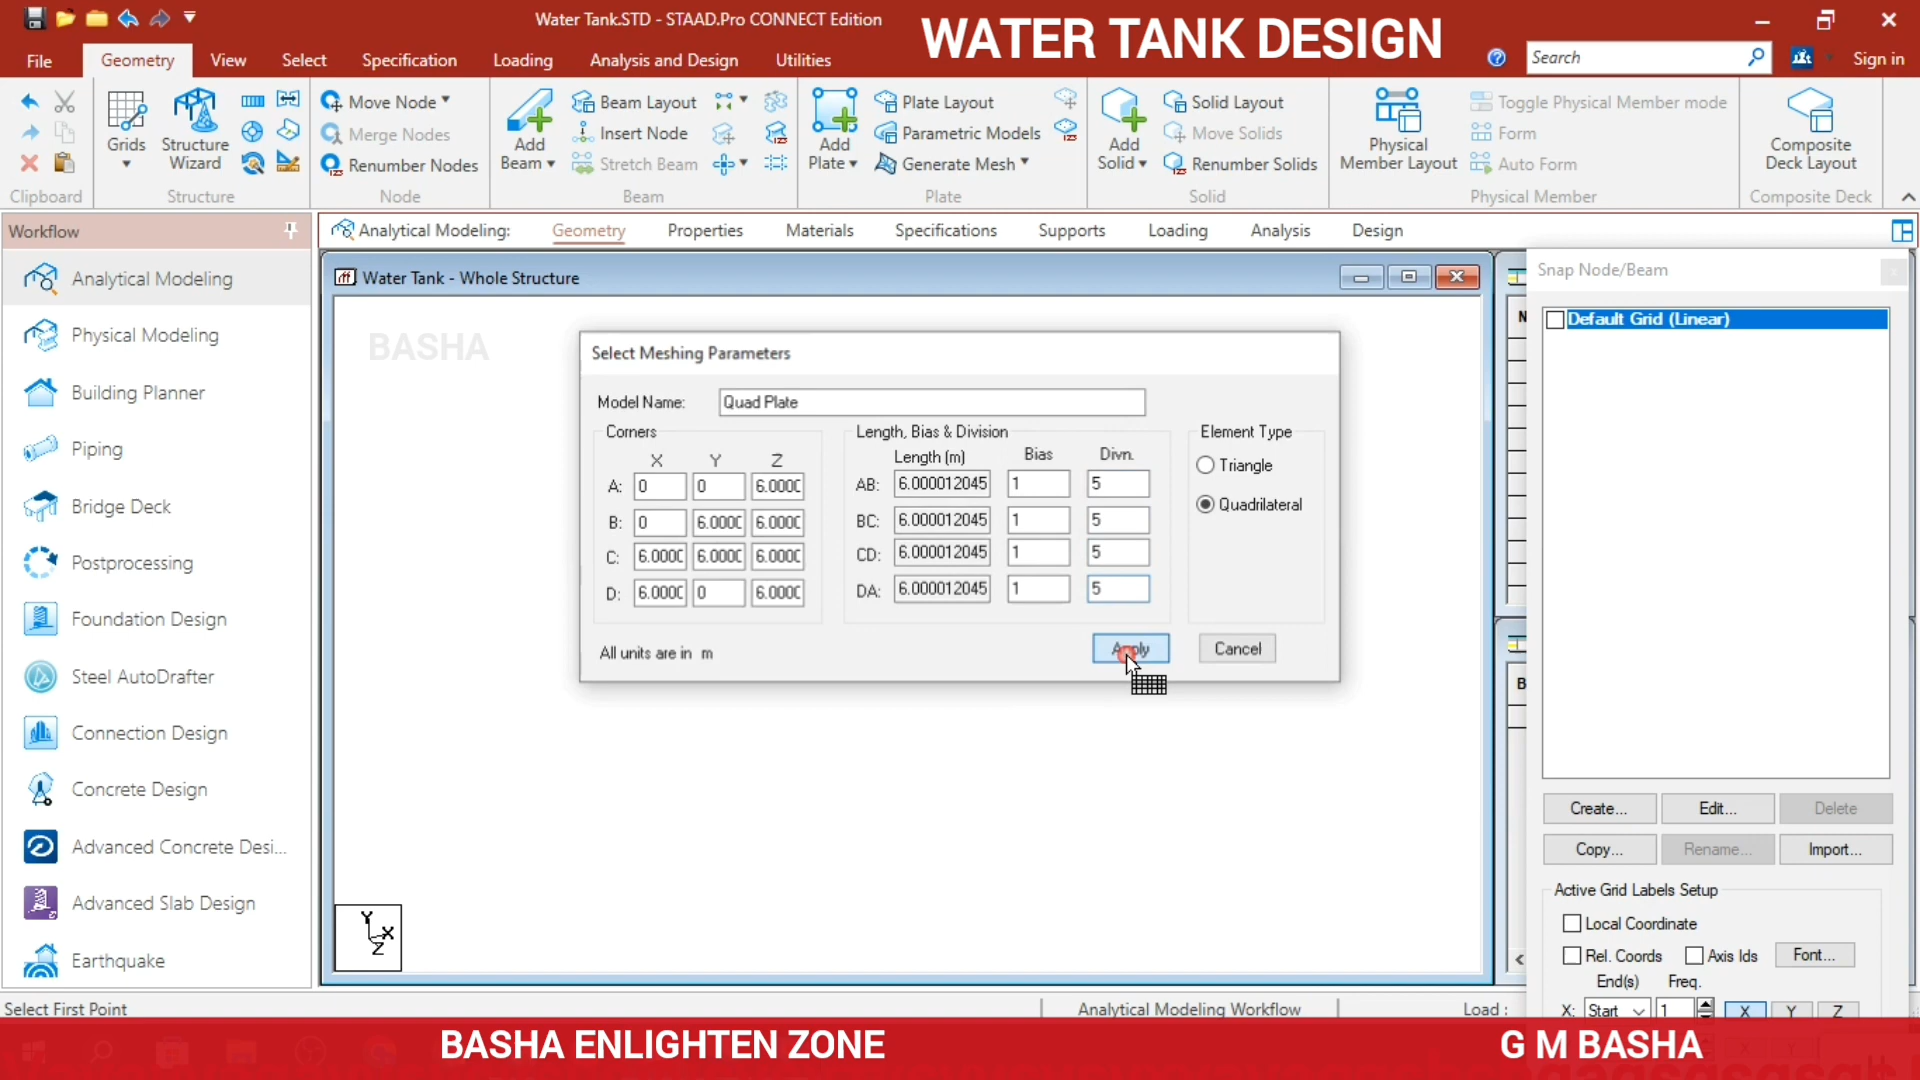 Water Tank.STD - STAAD.Pro CONNECT Edition
WATER TANK DESIGN
File
Geometry
View
Select
Specification
Loading
Analysis and Design
Utilities
Search
Sign in
Clipboard
Grids
Structure
Wizard
Structure
Move Node
Merge Nodes
Renumber Nodes
Node
Add
Beam
Beam Layout
Insert Node
Stretch Beam
Beam
Add
Plate
Plate Layout
Parametric Models
Generate Mesh
Plate
Add
Solid
Solid Layout
Move Solids
Renumber Solids
Solid
Physical
Member Layout
Toggle Physical Member mode
Form
Auto Form
Physical Member
Composite
Deck Layout
Composite Deck
Workflow
Analytical Modeling
Physical Modeling
Building Planner
Piping
Bridge Deck
Postprocessing
Foundation Design
Steel AutoDrafter
Connection Design
Concrete Design
Advanced Concrete Desi...
Advanced Slab Design
Earthquake
Analytical Modeling:
Geometry
Properties
Materials
Specifications
Supports
Loading
Analysis
Design
Water Tank - Whole Structure
BASHA
Select Meshing Parameters
Model Name: Quad Plate
Corners
X Y Z
A: 0 0 6.000C
B: 0 6.000C 6.000C
C: 6.000C 6.000C 6.000C
D: 6.000C 0 6.000C
Length, Bias & Division
Length (m) Bias Divn.
AB: 6.000012045 1 5
BC: 6.000012045 1 5
CD: 6.000012045 1 5
DA: 6.000012045 1 5
Element Type
Triangle
Quadrilateral
All units are in m
Apply
Cancel
Y
X
Z
N
B
Snap Node/Beam
Default Grid (Linear)
Create...
Edit...
Delete
Copy...
Rename...
Import...
Active Grid Labels Setup
Local Coordinate
Rel. Coords
Axis Ids
Font...
End(s) Freq.
X: Start 1 X Y Z
Select First Point
Analytical Modeling Workflow
Load :
BASHA ENLIGHTEN ZONE
G M BASHA